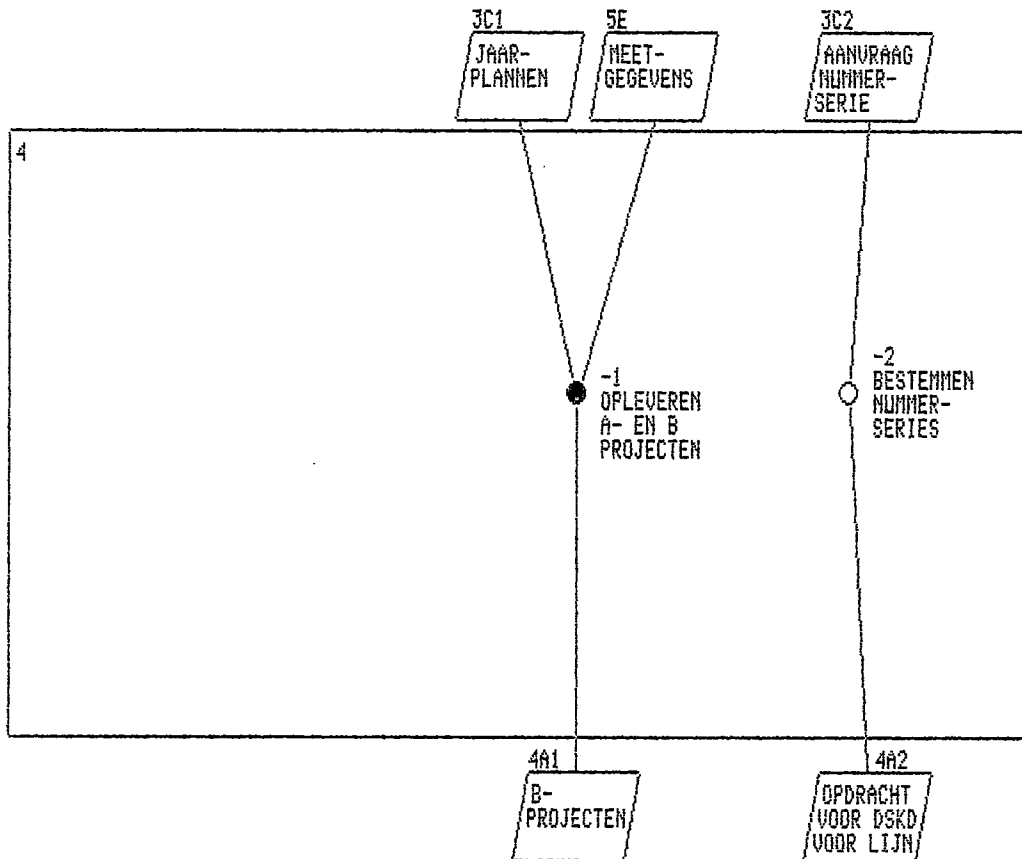 3C1
JAAR-
PLANNEN
5E
MEET-
GEGEVENS
3C2
AANVRAAG
NUMMER-
SERIE
4
-1
OPLEVEREN
A- EN B
PROJECTEN
-2
BESTEMMEN
NUMMER-
SERIES
4A1
B-
PROJECTEN
4A2
OPDRACHT
VOOR DSKD
VOOR LIJN